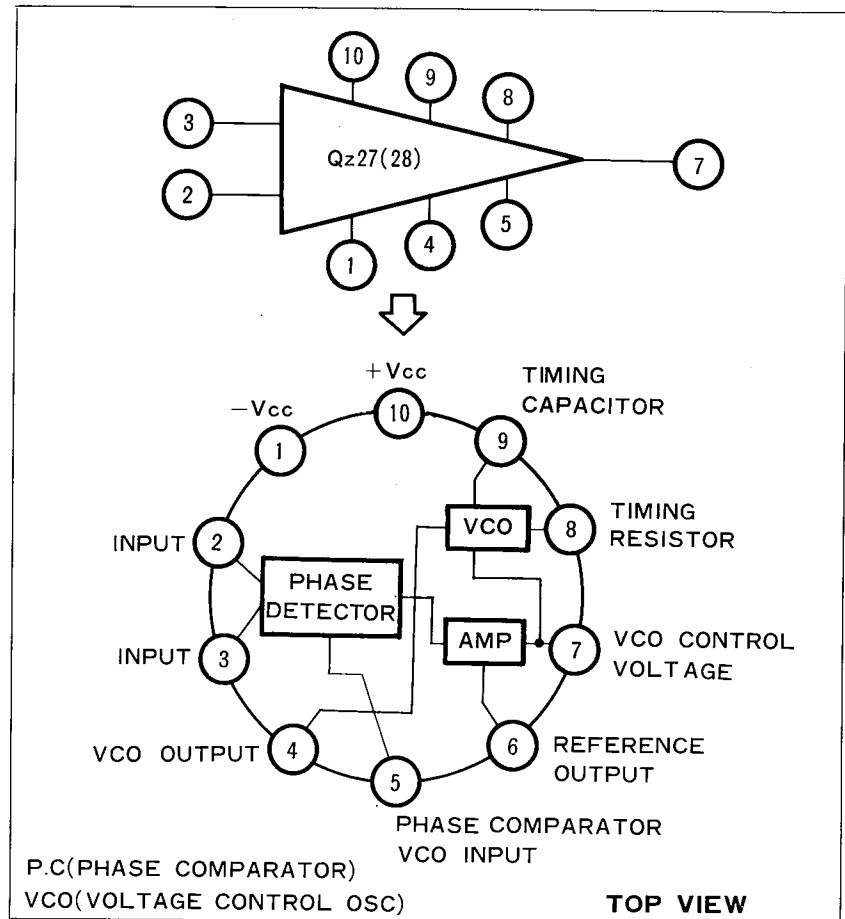 10
9
8
3
Qz27(28)
7
2
5
4
1
+Vcc
TIMING
CAPACITOR
-Vcc
10
9
1
TIMING
RESISTOR
VCO
8
INPUT
2
PHASE
DETECTOR
AMP
7
VCO CONTROL
VOLTAGE
INPUT
3
VCO OUTPUT
4
6
REFERENCE
OUTPUT
5
PHASE COMPARATOR
VCO INPUT
P.C(PHASE COMPARATOR)
VCO(VOLTAGE CONTROL OSC)
TOP VIEW